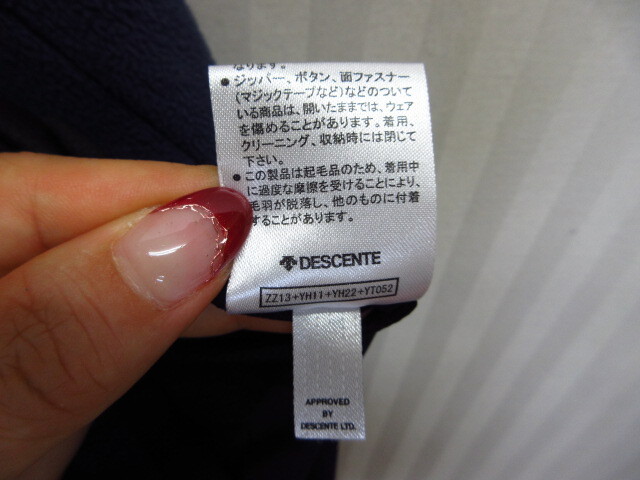 なります。
●ジッパー、ボタン、面ファスナー
(マジックテープなど)などのついて
いる商品は、開いたままでは、ウェア
を傷めることがあります。着用、
クリーニング、収納時には閉じて
下さい。
●この製品は起毛品のため、着用中
に過度な摩擦を受けることにより、
毛羽が脱落し、他のものに付着
することがあります。
DESCENTE
ZZ13+YH11+YH22+YT052
APPROVED
BY
DESCENTE LTD.